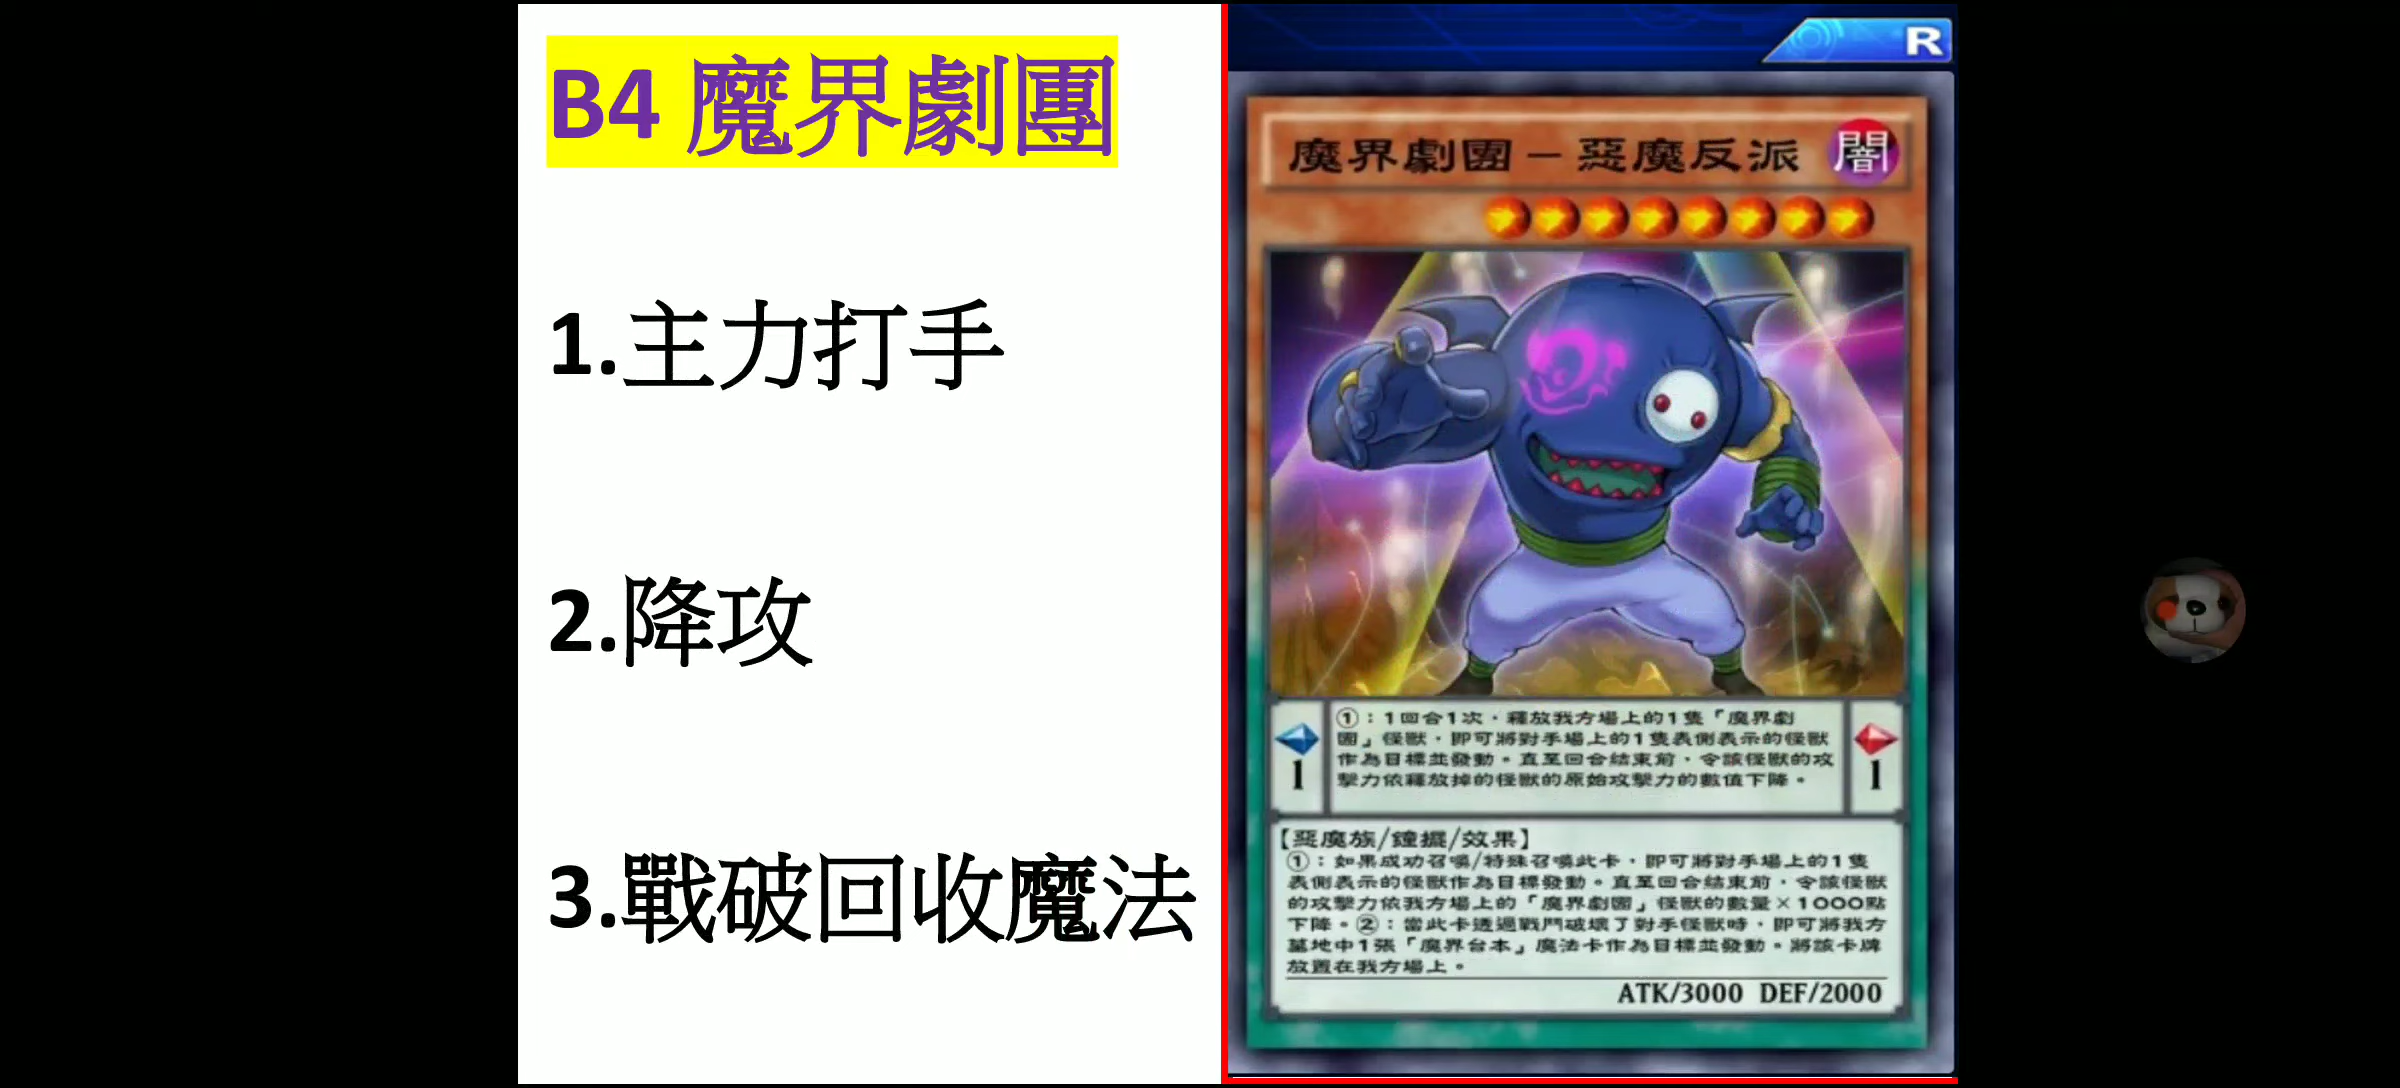 B4 魔界劇團
1.主力打手
2.降攻
3.戰破回收魔法
R
魔界劇團－惡魔反派 闇
①：1回合1次，釋放我方場上的1隻「魔界劇
團」怪獸，即可將對手場上的1隻表側表示的怪獸
作為目標並發動。直至回合結束前，令該怪獸的攻
擊力依釋放掉的怪獸的原始攻擊力的數值下降。
1 1
【惡魔族/鐘擺/效果】
①：如果成功召喚/特殊召喚此卡，即可將對手場上的1隻
表側表示的怪獸作為目標發動。直至回合結束前，令該怪獸
的攻擊力依我方場上的「魔界劇團」怪獸的數量×1000點
下降。②：當此卡透過戰鬥破壞了對手怪獸時，即可將我方
墓地中1張「魔界台本」魔法卡作為目標並發動。將該卡牌
放置在我方場上。
ATK/3000 DEF/2000